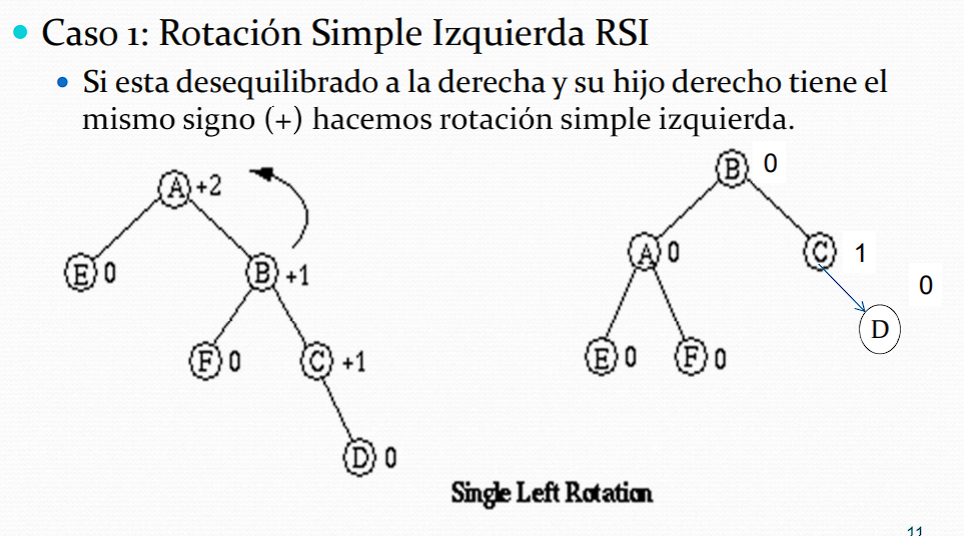 Caso 1: Rotación Simple Izquierda RSI
Si esta desequilibrado a la derecha y su hijo derecho tiene el
mismo signo (+) hacemos rotación simple izquierda.
A +2
E 0
B +1
F 0
C +1
D 0
B 0
A 0
C 1
0
D
E 0
F 0
Single Left Rotation
11